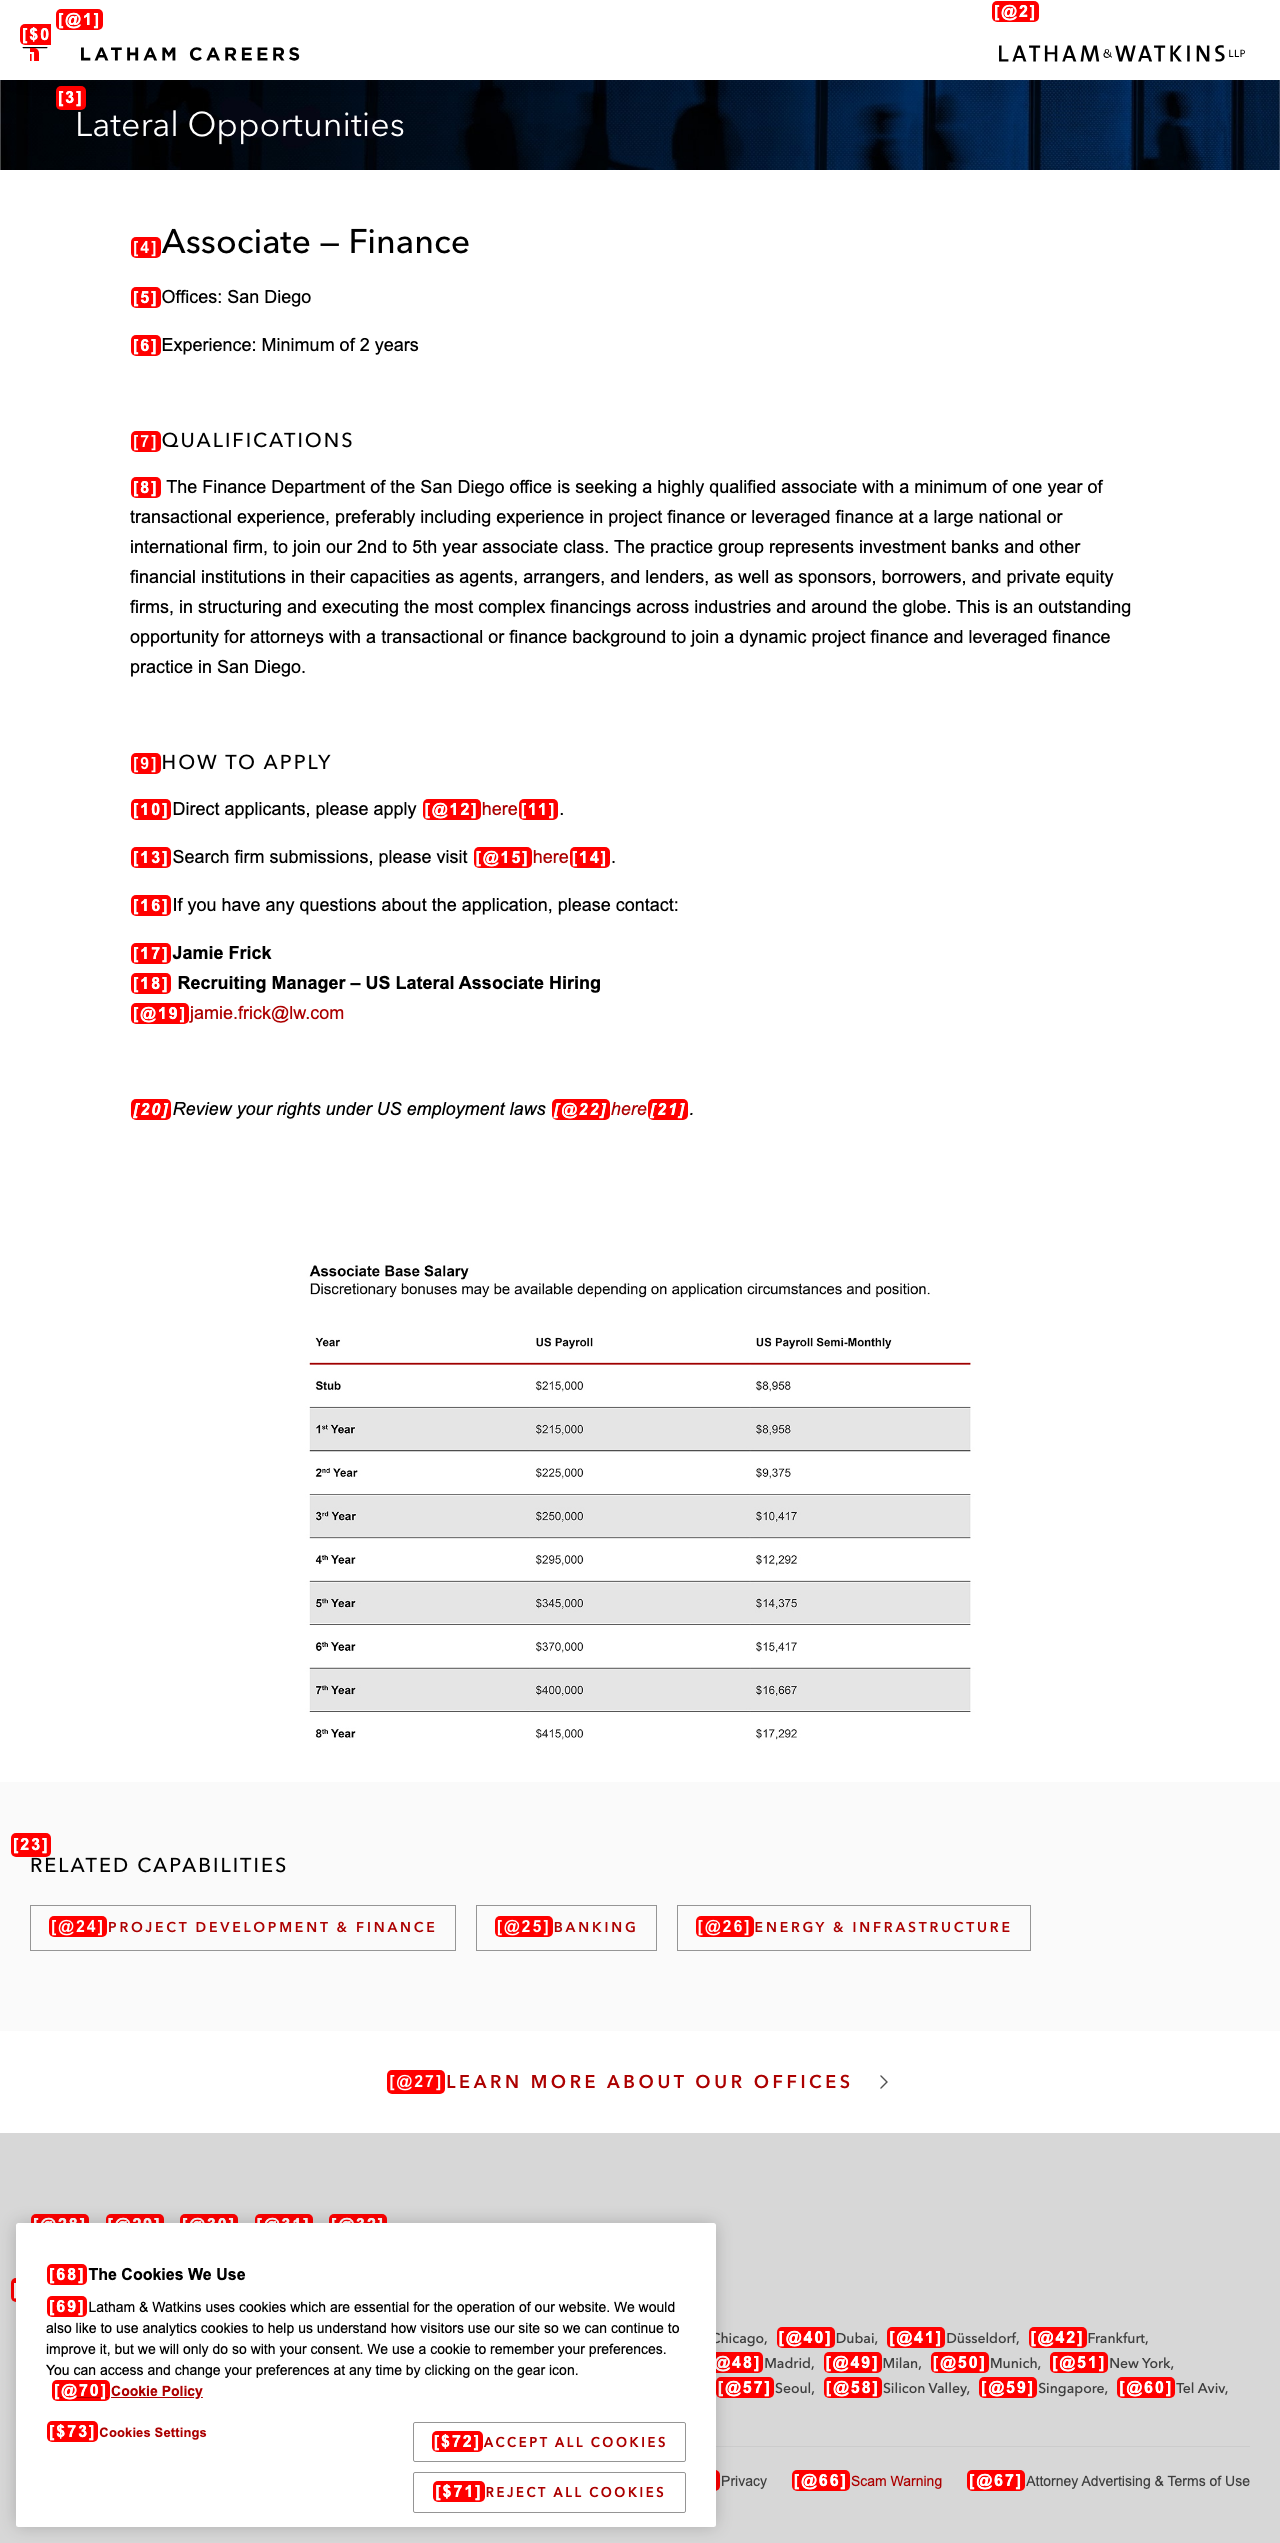 [@1] [@2]
[$0
LATHAM CAREERS LATHAM&WATKINS LLP
[3]
Lateral Opportunities
[4]Associate – Finance
[5]Offices: San Diego
[6]Experience: Minimum of 2 years
[7]QUALIFICATIONS
[8] The Finance Department of the San Diego office is seeking a highly qualified associate with a minimum of one year of
transactional experience, preferably including experience in project finance or leveraged finance at a large national or
international firm, to join our 2nd to 5th year associate class. The practice group represents investment banks and other
financial institutions in their capacities as agents, arrangers, and lenders, as well as sponsors, borrowers, and private equity
firms, in structuring and executing the most complex financings across industries and around the globe. This is an outstanding
opportunity for attorneys with a transactional or finance background to join a dynamic project finance and leveraged finance
practice in San Diego.
[9]HOW TO APPLY
[10]Direct applicants, please apply [@12]here[11].
[13]Search firm submissions, please visit [@15]here[14].
[16]If you have any questions about the application, please contact:
[17]Jamie Frick
[18] Recruiting Manager – US Lateral Associate Hiring
[@19]jamie.frick@lw.com
[20]Review your rights under US employment laws [@22]here[21].
Associate Base Salary
Discretionary bonuses may be available depending on application circumstances and position.
Year US Payroll US Payroll Semi-Monthly
Stub $215,000 $8,958
1st Year $215,000 $8,958
2nd Year $225,000 $9,375
3rd Year $250,000 $10,417
4th Year $295,000 $12,292
5th Year $345,000 $14,375
6th Year $370,000 $15,417
7th Year $400,000 $16,667
8th Year $415,000 $17,292
[23]
RELATED CAPABILITIES
[@24]PROJECT DEVELOPMENT & FINANCE [@25]BANKING [@26]ENERGY & INFRASTRUCTURE
[@27]LEARN MORE ABOUT OUR OFFICES
[@28] [@29] [@30] [@31] [@32]
[68]The Cookies We Use
[69]Latham & Watkins uses cookies which are essential for the operation of our website. We would
also like to use analytics cookies to help us understand how visitors use our site so we can continue to
improve it, but we will only do so with your consent. We use a cookie to remember your preferences.
You can access and change your preferences at any time by clicking on the gear icon.
[@70]Cookie Policy
[$73]Cookies Settings
[$72]ACCEPT ALL COOKIES
[$71]REJECT ALL COOKIES
Chicago, [@40]Dubai, [@41]Düsseldorf, [@42]Frankfurt,
@48]Madrid, [@49]Milan, [@50]Munich, [@51]New York,
[@57]Seoul, [@58]Silicon Valley, [@59]Singapore, [@60]Tel Aviv,
]Privacy [@66]Scam Warning [@67]Attorney Advertising & Terms of Use